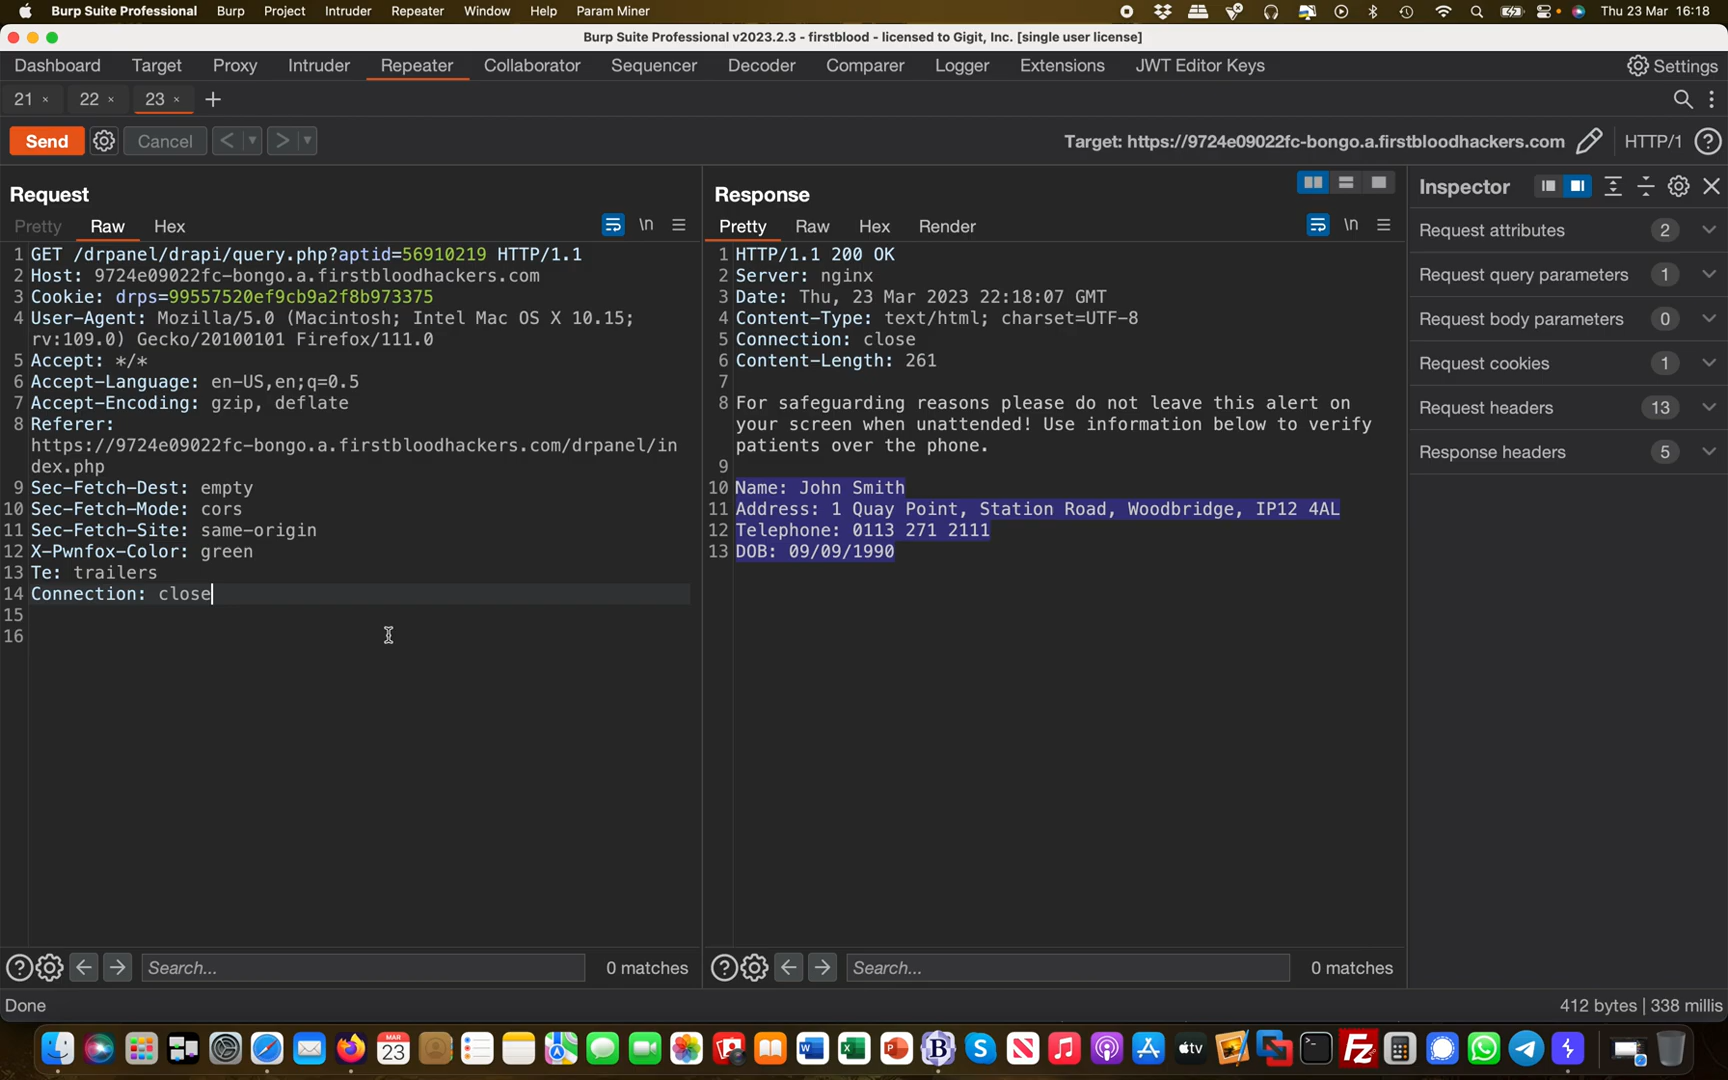 Burp Suite Professional Burp Project Intruder Repeater Window Help Param Miner Thu 23 Mar 16:18
Burp Suite Professional v2023.2.3 - firstblood - licensed to Gigit, Inc. [single user license]
Dashboard Target Proxy Intruder Repeater Collaborator Sequencer Decoder Comparer Logger Extensions JWT Editor Keys Settings
21 × 22 × 23 × +
Send Cancel < > Target: https://9724e09022fc-bongo.a.firstbloodhackers.com HTTP/1 ?
Request
Pretty Raw Hex \n
1 GET /drpanel/drapi/query.php?aptid=56910219 HTTP/1.1
2 Host: 9724e09022fc-bongo.a.firstbloodhackers.com
3 Cookie: drps=99557520ef9cb9a2f8b973375
4 User-Agent: Mozilla/5.0 (Macintosh; Intel Mac OS X 10.15;
rv:109.0) Gecko/20100101 Firefox/111.0
5 Accept: */*
6 Accept-Language: en-US,en;q=0.5
7 Accept-Encoding: gzip, deflate
8 Referer:
https://9724e09022fc-bongo.a.firstbloodhackers.com/drpanel/in
dex.php
9 Sec-Fetch-Dest: empty
10 Sec-Fetch-Mode: cors
11 Sec-Fetch-Site: same-origin
12 X-Pwnfox-Color: green
13 Te: trailers
14 Connection: close
15
16
Search... 0 matches
Response
Pretty Raw Hex Render \n
1 HTTP/1.1 200 OK
2 Server: nginx
3 Date: Thu, 23 Mar 2023 22:18:07 GMT
4 Content-Type: text/html; charset=UTF-8
5 Connection: close
6 Content-Length: 261
7
8 For safeguarding reasons please do not leave this alert on
your screen when unattended! Use information below to verify
patients over the phone.
9
10 Name: John Smith
11 Address: 1 Quay Point, Station Road, Woodbridge, IP12 4AL
12 Telephone: 0113 271 2111
13 DOB: 09/09/1990
Search... 0 matches
Inspector
Request attributes 2
Request query parameters 1
Request body parameters 0
Request cookies 1
Request headers 13
Response headers 5
Done 412 bytes | 338 millis
MAR
23
tv